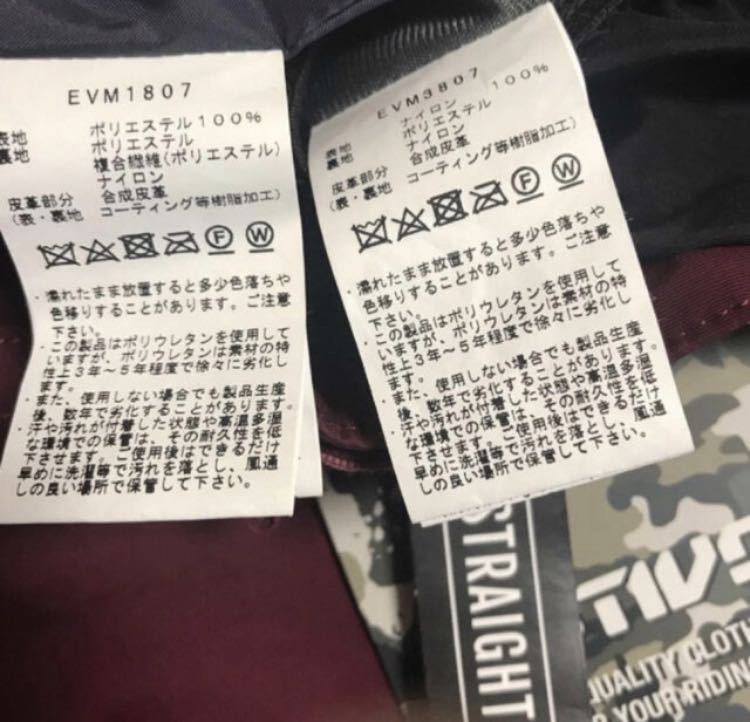 EVM1807
表地 ポリエステル100%
裏地 ポリエステル
複合繊維(ポリエステル)
ナイロン
皮革部分 合成皮革
(表・裏地 コーティング等樹脂加工)
F W
・濡れたまま放置すると多少色落ちや
色移りすることがあります。ご注意
下さい。
・この製品はポリウレタンを使用して
いますが、ポリウレタンは素材の特
性上3年～5年程度で徐々に劣化し
ます。
・また、使用しない場合でも製品生産
後、数年で劣化することがあります。
・汗や汚れが付着した状態や高温多湿
な環境での保管は、その耐久性を低
下させます。ご使用後はできるだけ
早めに洗濯等で汚れを落とし、風通
しの良い場所で保管して下さい。
EVM3807
ナイロン 100%
表地 ポリエステル
裏地 ナイロン
皮革部分 合成皮革
(表・裏地 コーティング等樹脂加工)
F W
・濡れたまま放置すると多少色落ちや
色移りすることがあります。ご注意
下さい。
・この製品はポリウレタンを使用して
いますが、ポリウレタンは素材の特
性上3年～5年程度で徐々に劣化し
ます。
・また、使用しない場合でも製品生産
後、数年で劣化することがあります。
・汗や汚れが付着した状態や高温多湿
な環境での保管は、その耐久性を低
下させます。ご使用後はできるだけ
早めに洗濯等で汚れを落とし、風通
しの良い場所で保管して下さい。
STRAIGHT
QUALITY CLOTH
YOUR RIDIN